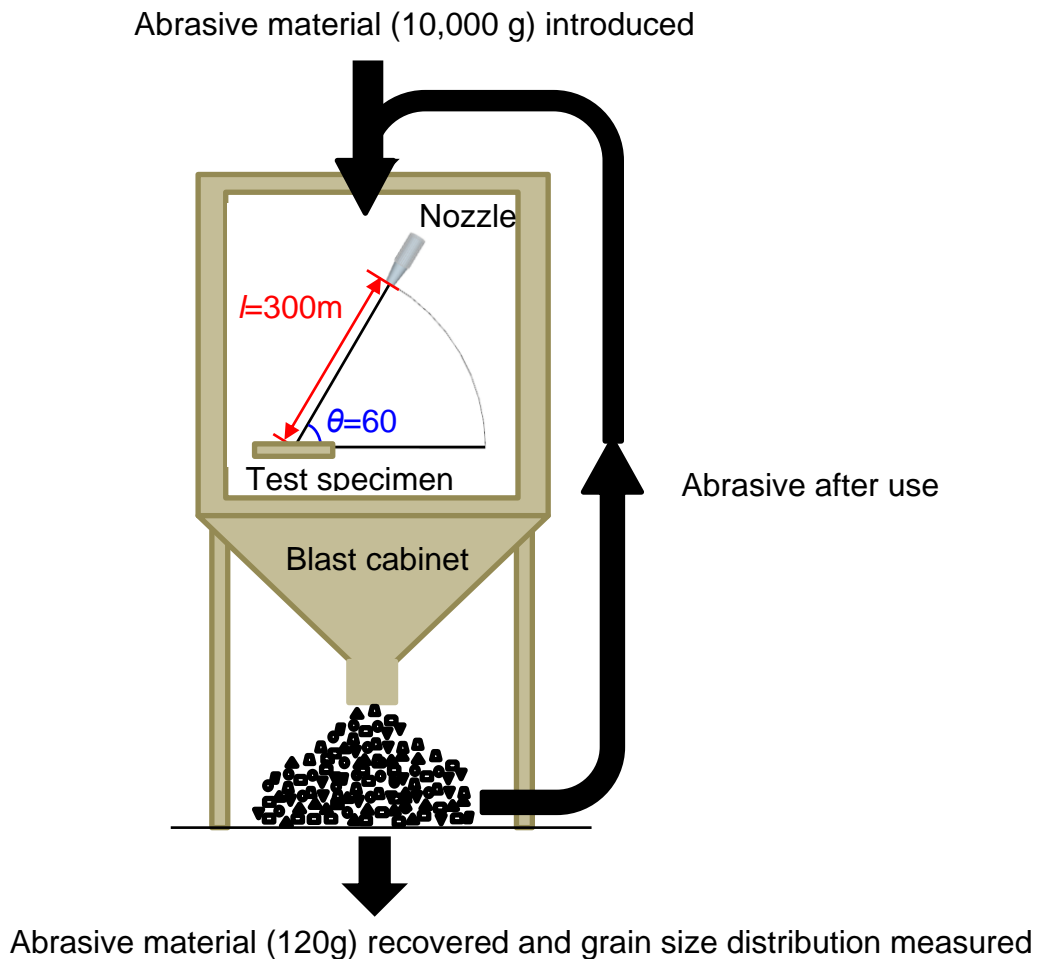 Abrasive material (10,000 g) introduced
Nozzle
l=300m
θ=60
Test specimen
Abrasive after use
Blast cabinet
Abrasive material (120g) recovered and grain size distribution measured